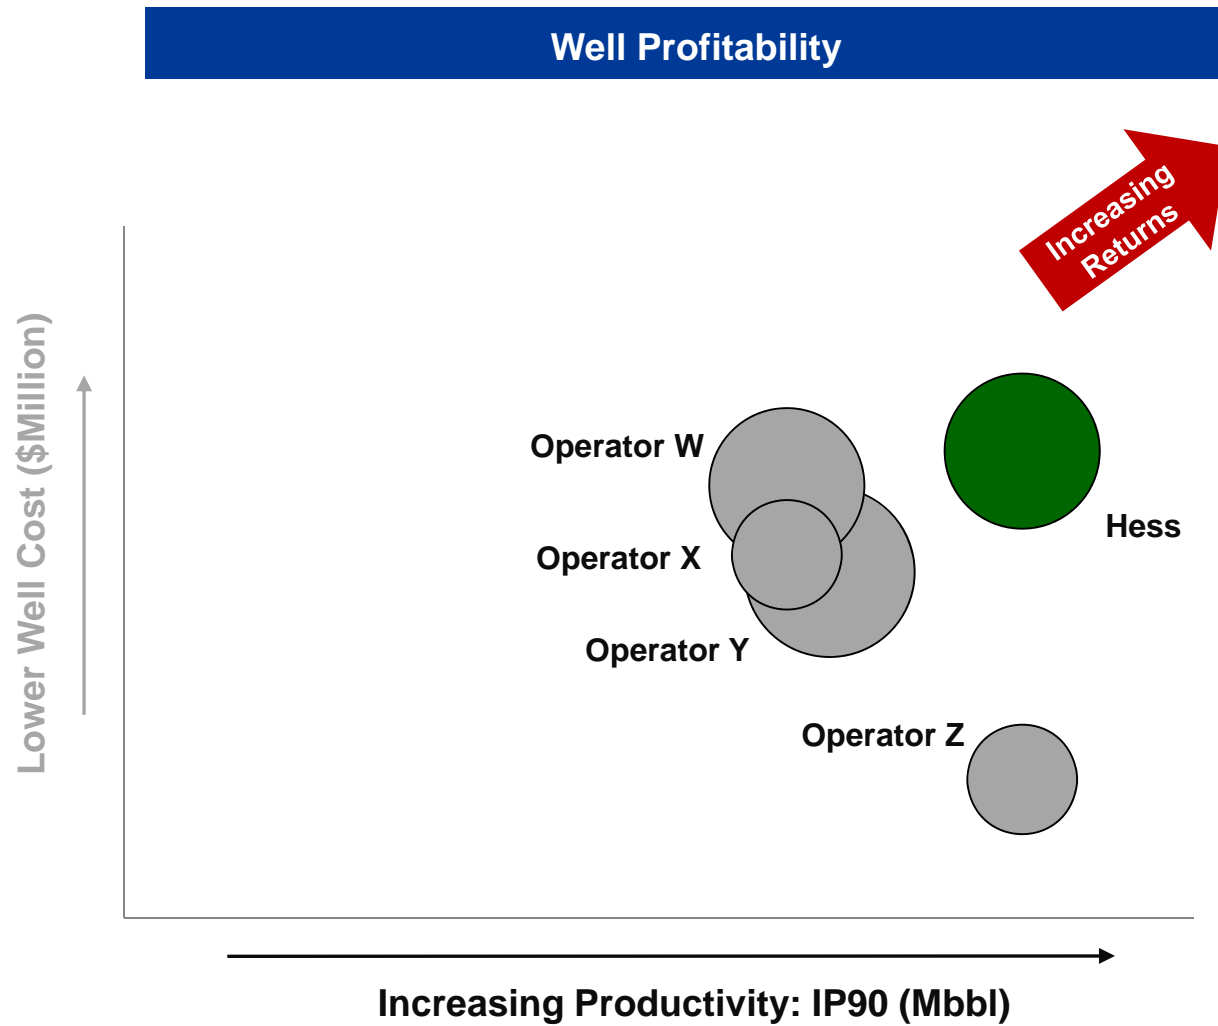 Well Profitability
Increasing
Returns
Lower Well Cost ($Million)
Operator W
Hess
Operator X
Operator Y
Operator Z
Increasing Productivity: IP90 (Mbbl)